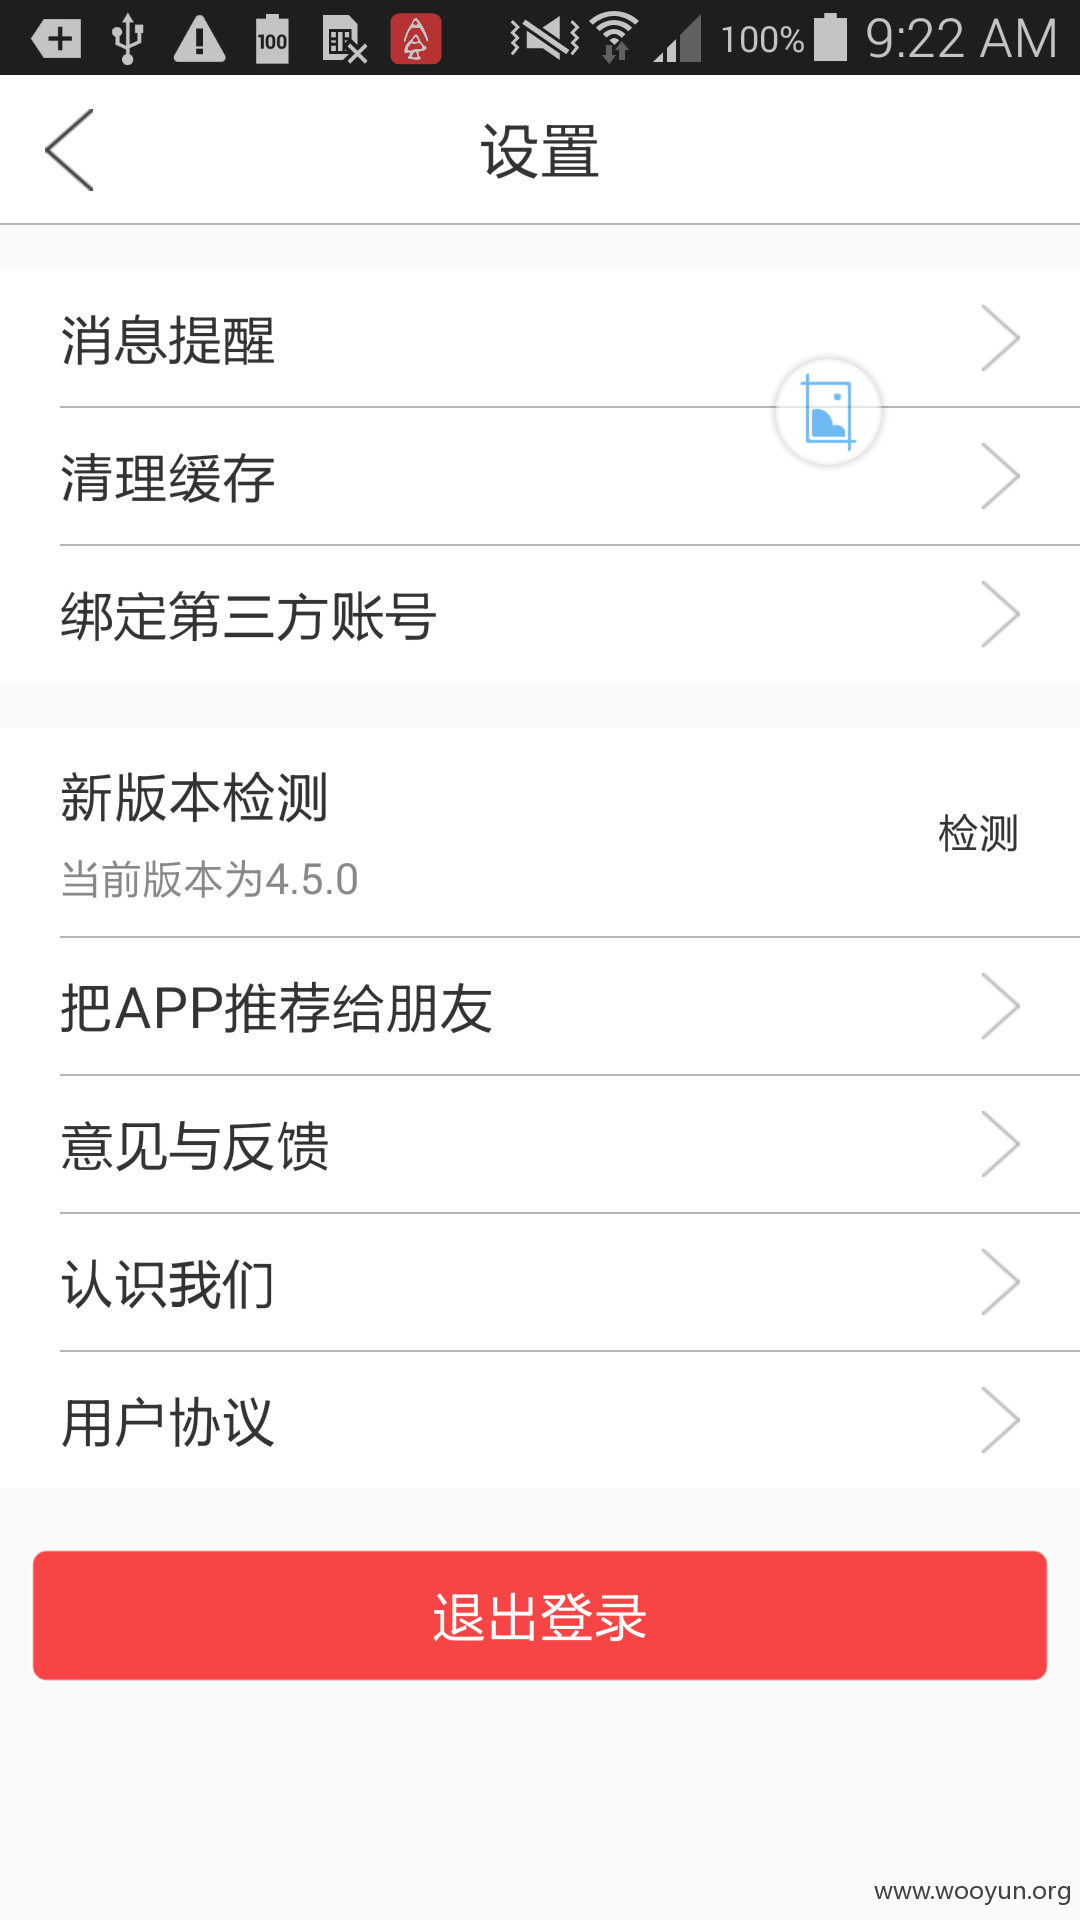 100
100%
9:22 AM
设置
消息提醒
清理缓存
绑定第三方账号
新版本检测
检测
当前版本为4.5.0
把APP推荐给朋友
意见与反馈
认识我们
用户协议
退出登录
www.wooyun.org